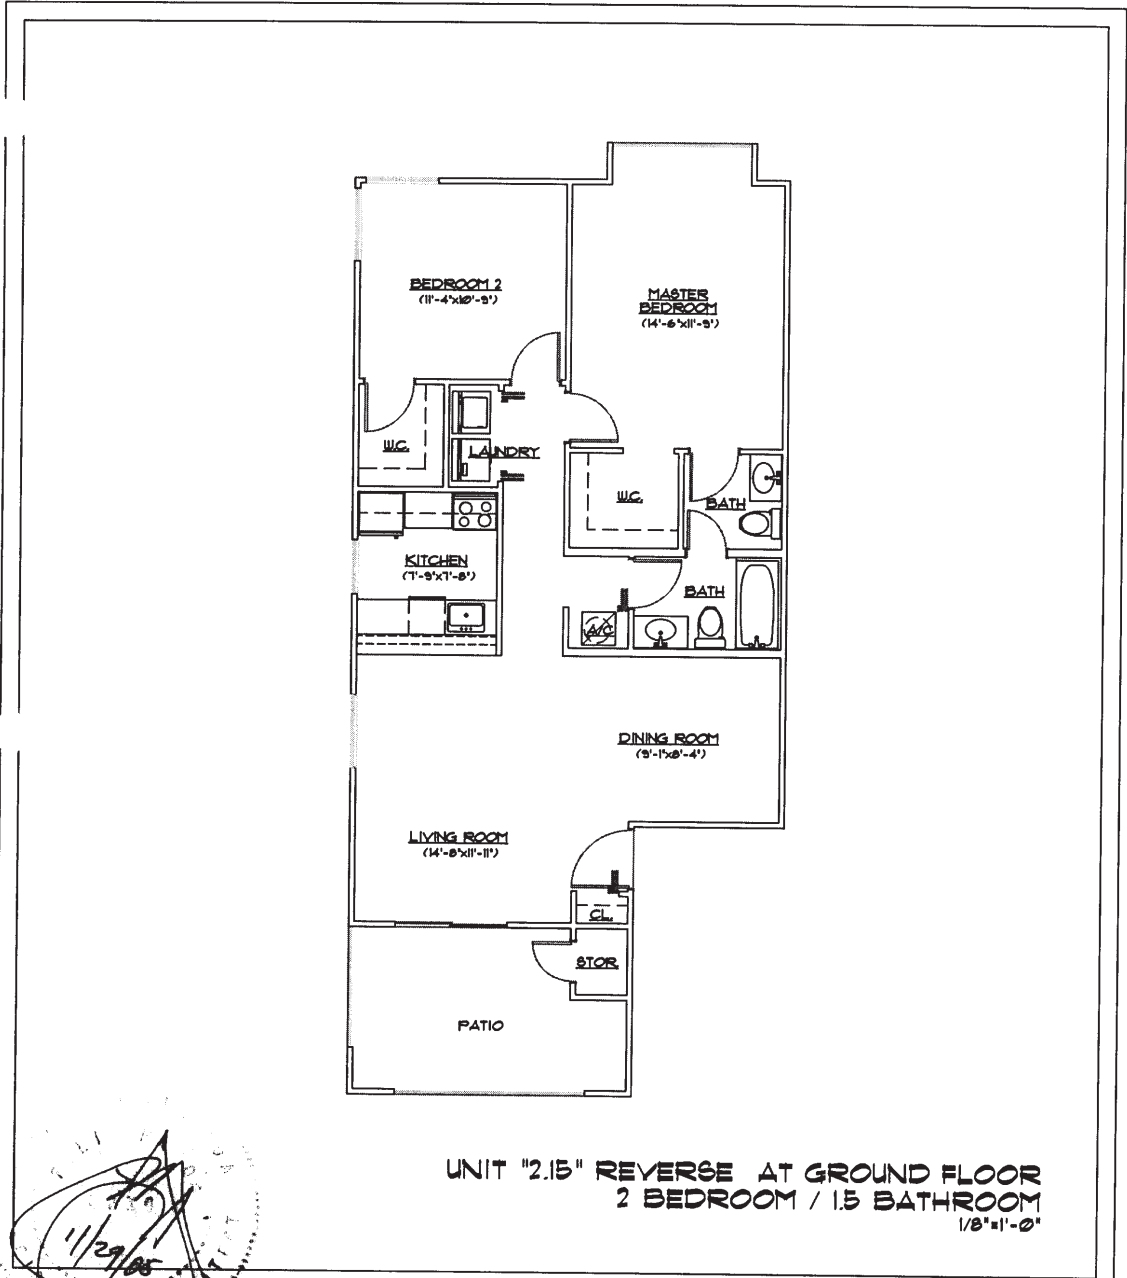 BEDROOM 2
(11'-4"x10'-9")
MASTER
BEDROOM
(14'-6"x11'-9")
W.C.
LAUNDRY
W.C.
BATH
KITCHEN
(7'-9"x7'-8")
BATH
A/C
DINING ROOM
(9'-1"x8'-4")
LIVING ROOM
(14'-8"x11'-11")
CL.
STOR.
PATIO
UNIT "2.15" REVERSE AT GROUND FLOOR
2 BEDROOM / 1.5 BATHROOM
1/8"=1'-0"
11/29/05